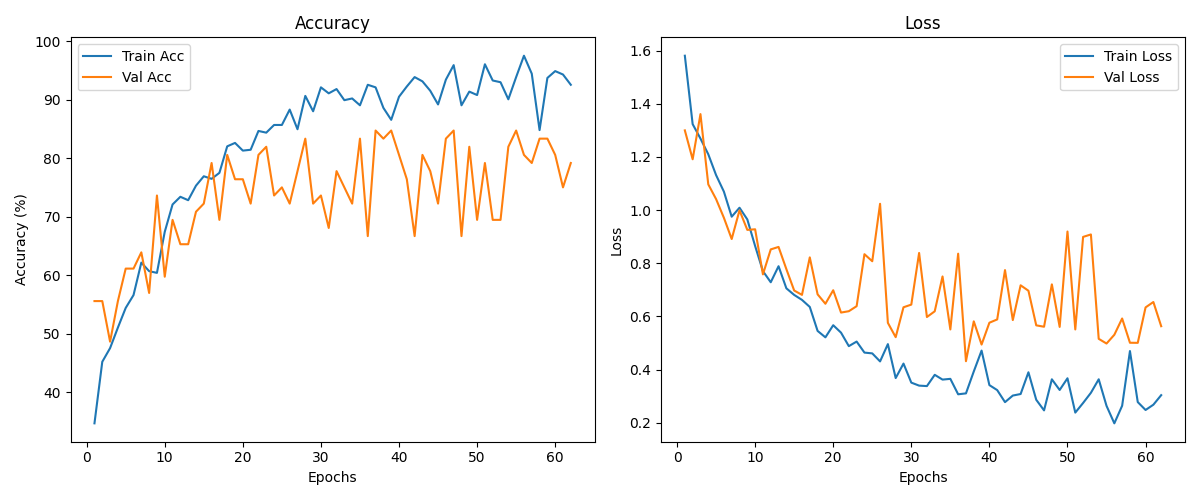 Accuracy
Train Acc
Val Acc
100
90
80
70
60
50
40
Accuracy (%)
0 10 20 30 40 50 60
Epochs
Loss
Train Loss
Val Loss
1.6
1.4
1.2
1.0
0.8
0.6
0.4
0.2
Loss
0 10 20 30 40 50 60
Epochs